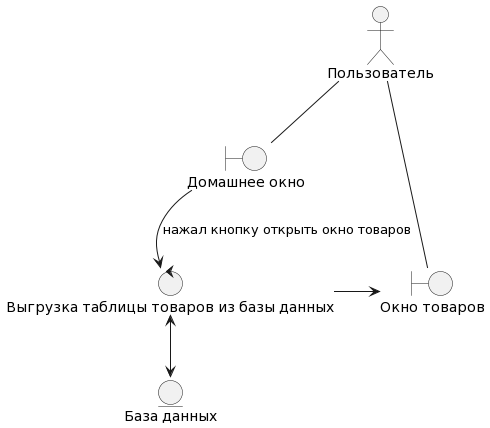 Пользователь
Домашнее окно
нажал кнопку открыть окно товаров
Выгрузка таблицы товаров из базы данных
Окно товаров
База данных